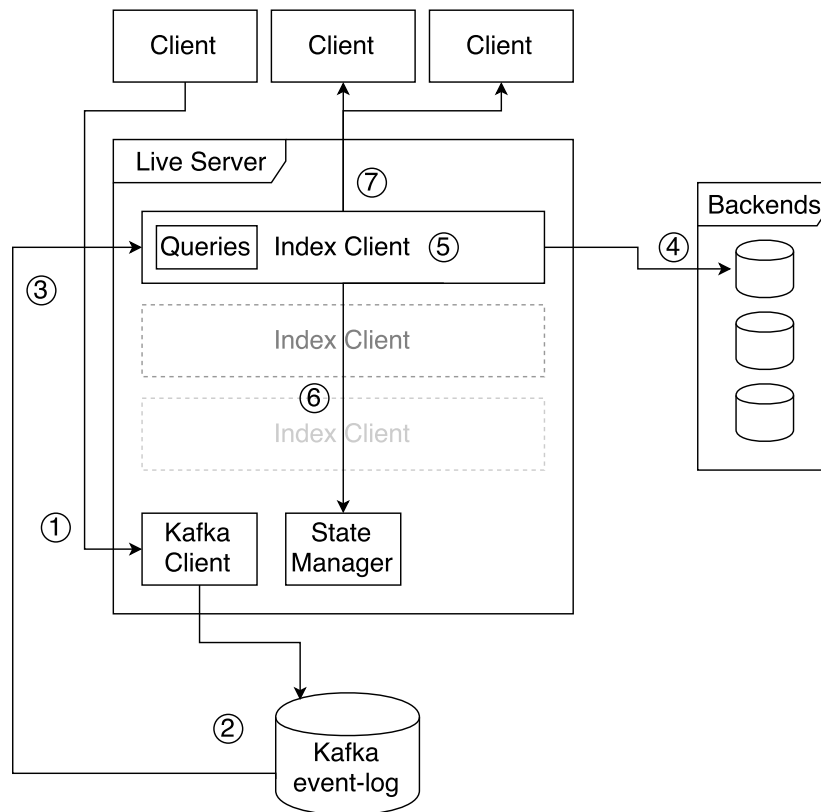 Client
Client
Client
Live Server
⑦
Backends
Queries
Index Client
⑤
④
③
Index Client
⑥
Index Client
①
Kafka
Client
State
Manager
②
Kafka
event-log